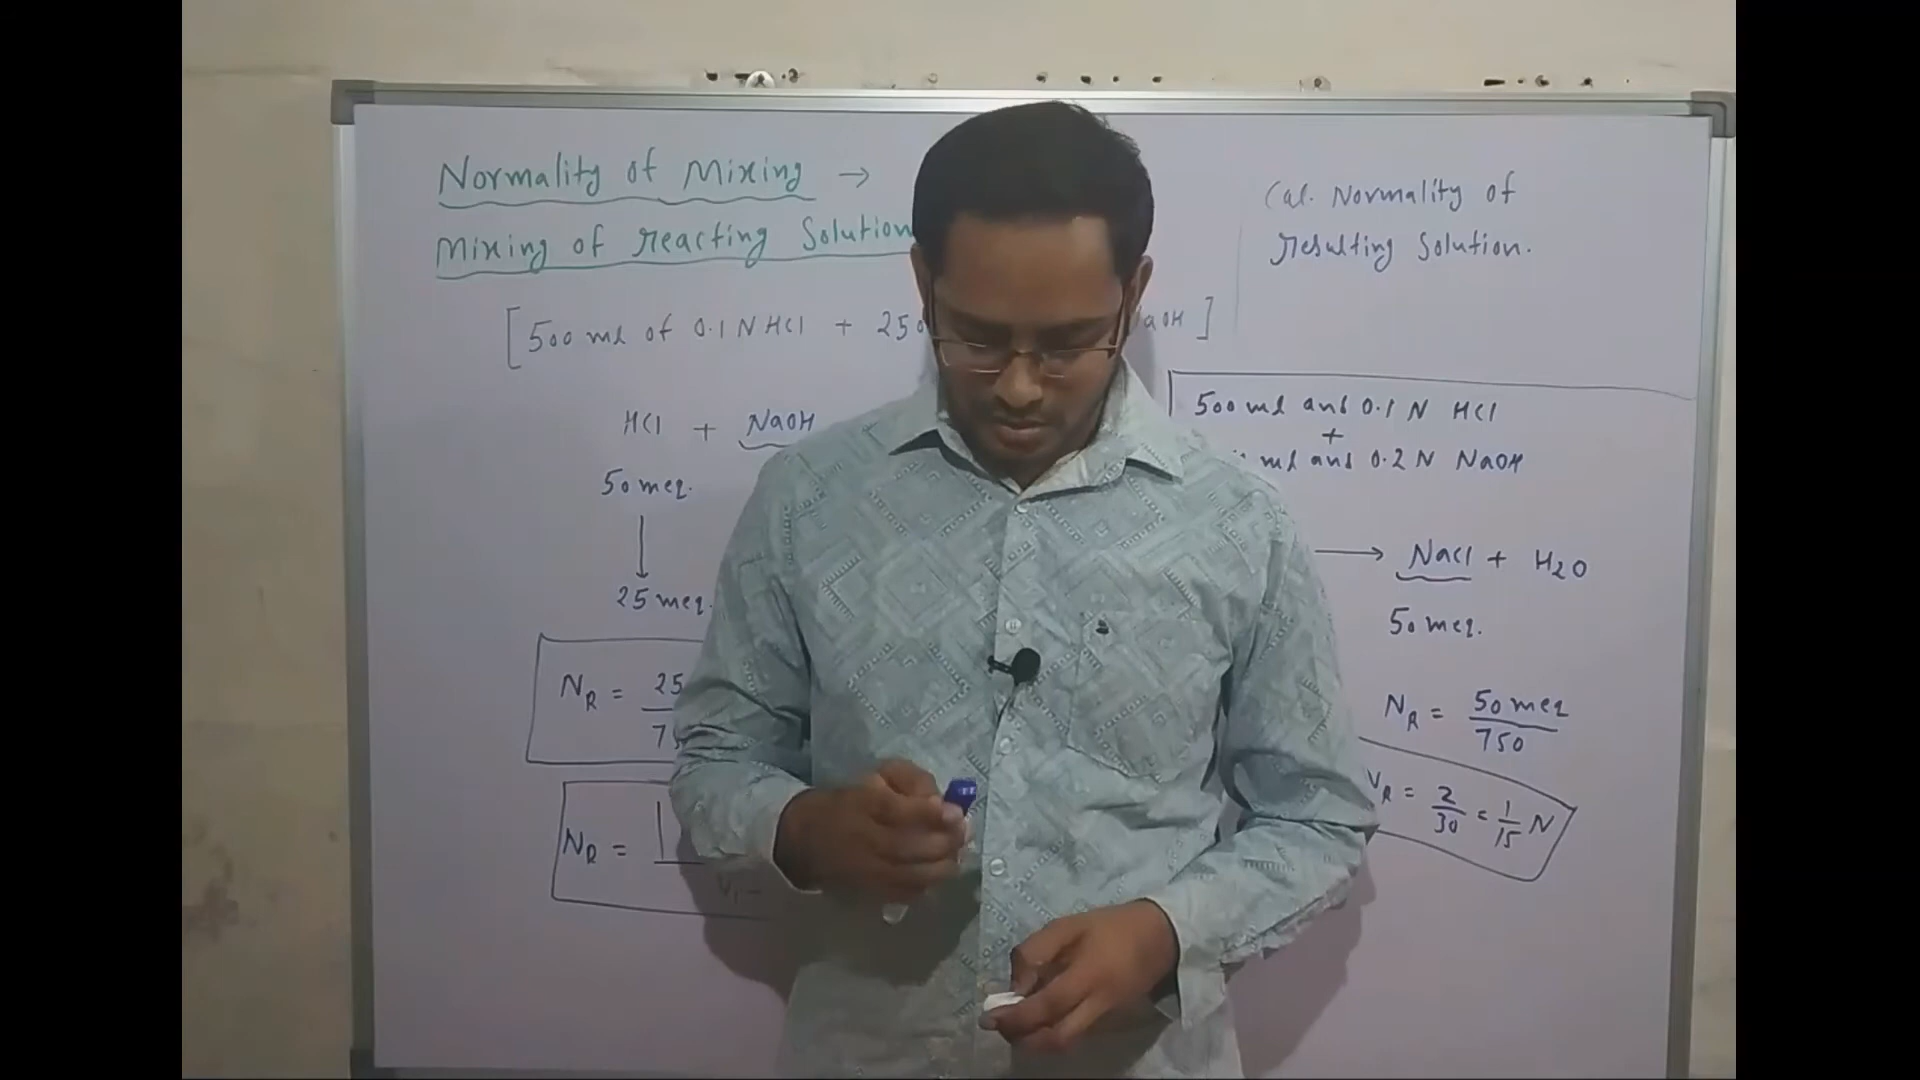 Normality of Mixing →
Mixing of reacting Solution
[500 ml of 0.1 N HCl + 250 NaOH]
HCl + NaOH
50 meq.
25 meq.
N_R = 25
N_R =
V₁-
Cal. Normality of
resulting Solution.
500 ml and 0.1 N HCl
+
ml and 0.2 N NaOH
→ NaCl + H₂O
50 meq.
N_R = 50 meq / 750
N_R = 2/30 = 1/15 N